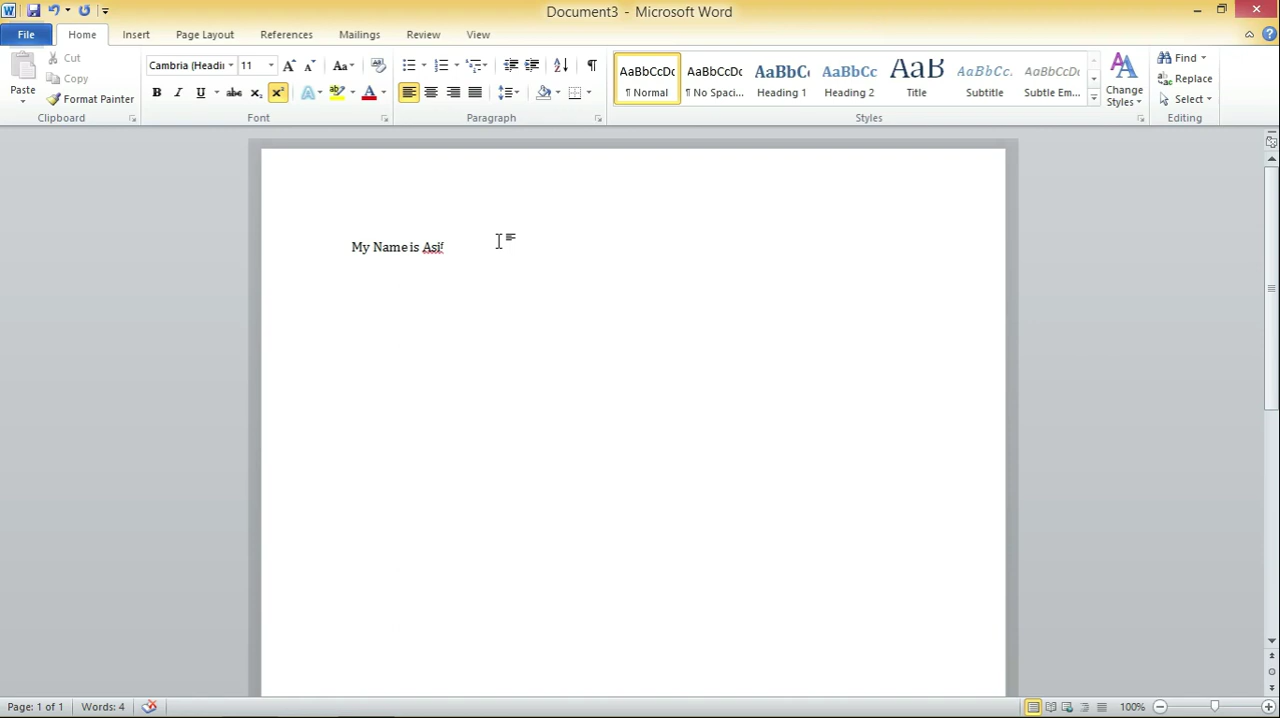 Document3 - Microsoft Word
File Home Insert Page Layout References Mailings Review View
Cut
Copy
Format Painter
Paste
Cambria (Headi 11
Clipboard
Font
Paragraph
AaBbCcDc AaBbCcDc AaBbC AaBbCc AaB AaBbCc. AaBbCcDc
¶ Normal ¶ No Spaci... Heading 1 Heading 2 Title Subtitle Subtle Em...
Change
Styles
Styles
Find
Replace
Select
Editing
My Name is Asif
Page: 1 of 1 Words: 4 100%